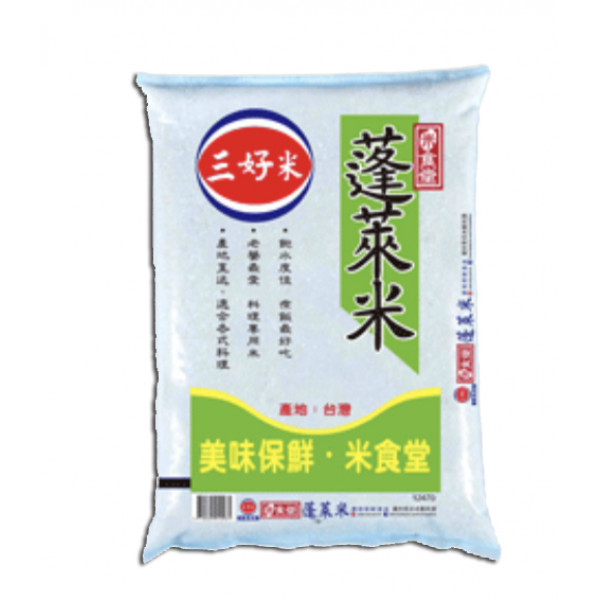 三好米
蓬萊米
米食堂
• 飽水度佳 煮飯最好吃
• 老饕最愛 料理專用米
• 產地直送,適合各式料理
產地:台灣
美味保鮮・米食堂
蓬萊米
米食堂
米食堂
蓬萊米